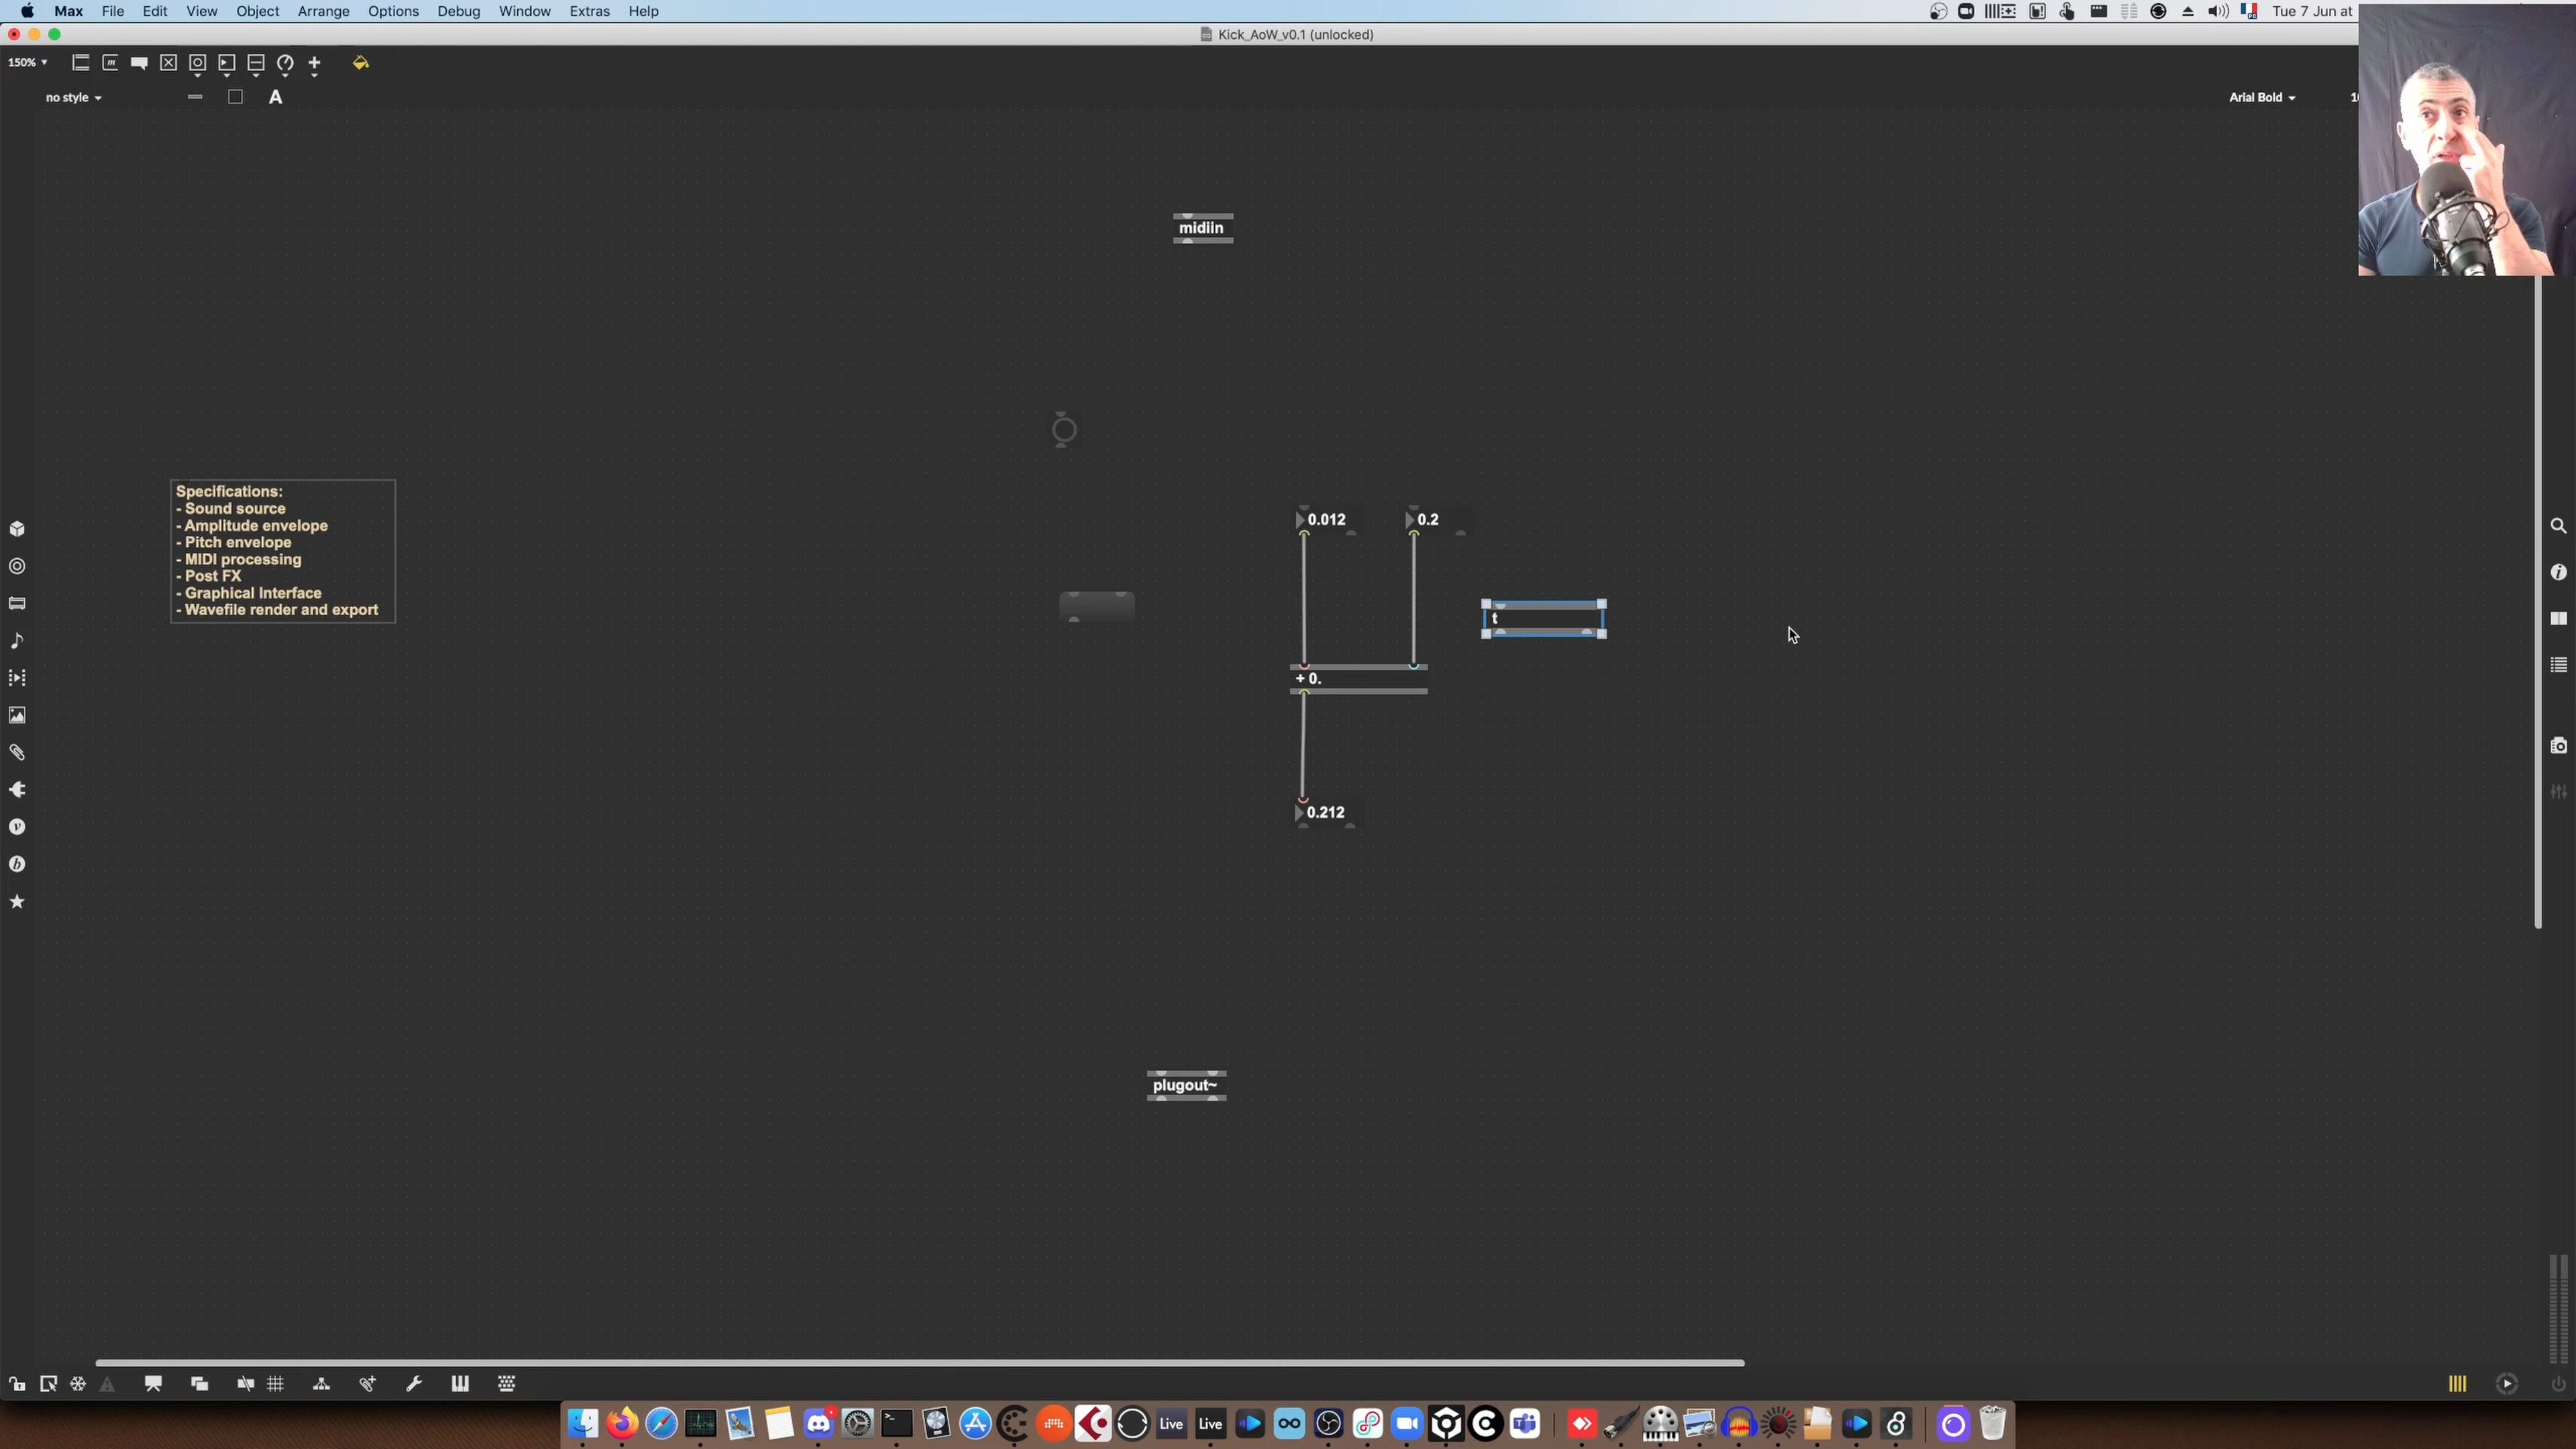 Max File Edit View Object Arrange Options Debug Window Extras Help
Tue 7 Jun at
Kick_AoW_v0.1 (unlocked)
150%
no style
A
Arial Bold
midiin
Specifications:
- Sound source
- Amplitude envelope
- Pitch envelope
- MIDI processing
- Post FX
- Graphical Interface
- Wavefile render and export
0.012
0.2
t
+ 0.
0.212
plugout~
Live
Live